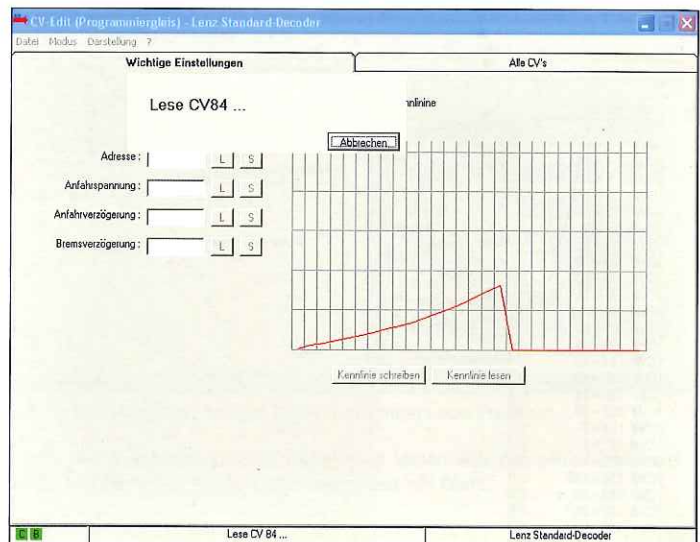 CV-Edit (Programmiergleis) - Lenz Standard-Decoder
Datei Modus Darstellung ?
Wichtige Einstellungen Alle CV's
Lese CV84 ...
nnlinine
Abbrechen
Adresse : L S
Anfahrspannung : L S
Anfahrverzögerung : L S
Bremsverzögerung : L S
Kennlinie schreiben Kennlinie lesen
C B Lese CV 84 ... Lenz Standard-Decoder